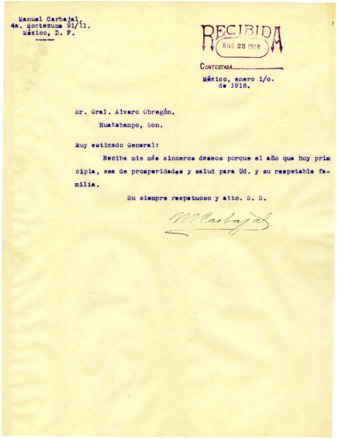 Manuel Carbajal.
4a. Moctezuma 91/11.
México, D. F.
RECIBIDA
ENE 28 1918
CONTESTADA
México, enero 1/o.
de 1918.
Sr. Gral. Alvaro Obregón.
Huatabampo, Son.
Muy estimado General:
Reciba mis más sinceros deseos porque el año que hoy prin
cipia, sea de prosperidades y salud para Ud. y su respetable fa-
milia.
Su siempre respetuoso y atto. S. S.
M Carbajal